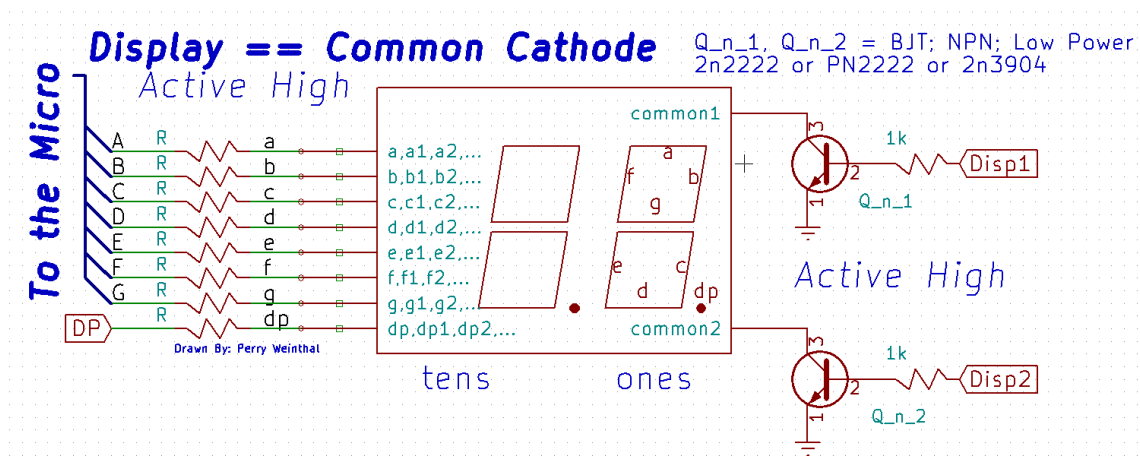 Display == Common Cathode
Active High
Q_n_1, Q_n_2 = BJT; NPN; Low Power
2n2222 or PN2222 or 2n3904
To the Micro
A R a
B R b
C R c
D R d
E R e
F R f
G R g
DP R dp
Drawn By: Perry Weinthal
a,a1,a2,...
b,b1,b2,...
c,c1,c2,...
d,d1,d2,...
e,e1,e2,...
f,f1,f2,...
g,g1,g2,...
dp,dp1,dp2,...
a
f b
g
e c
d dp
common1
common2
tens ones
3
2
1
Q_n_1
1k
Disp1
Active High
3
2
1
Q_n_2
1k
Disp2